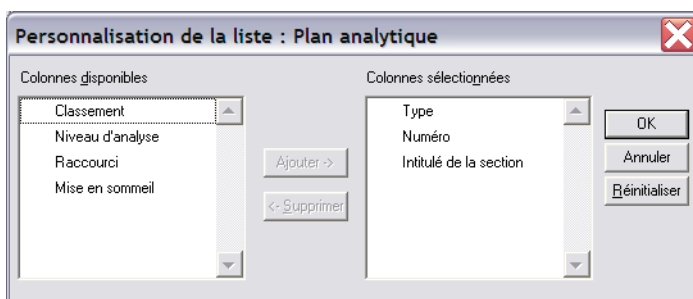 Personnalisation de la liste : Plan analytique
Colonnes disponibles
Classement
Niveau d'analyse
Raccourci
Mise en sommeil
Ajouter ->
<- Supprimer
Colonnes sélectionnées
Type
Numéro
Intitulé de la section
OK
Annuler
Réinitialiser